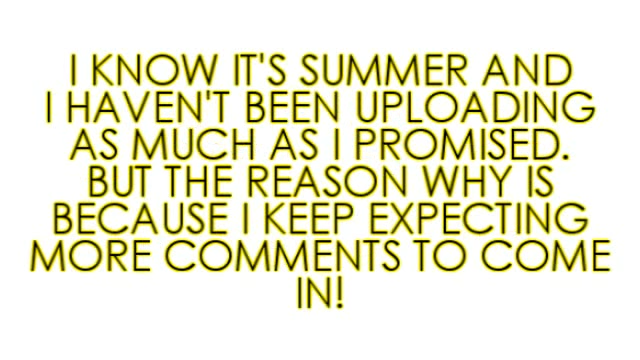 I KNOW IT'S SUMMER AND
I HAVEN'T BEEN UPLOADING
AS MUCH AS I PROMISED.
BUT THE REASON WHY IS
BECAUSE I KEEP EXPECTING
MORE COMMENTS TO COME
IN!